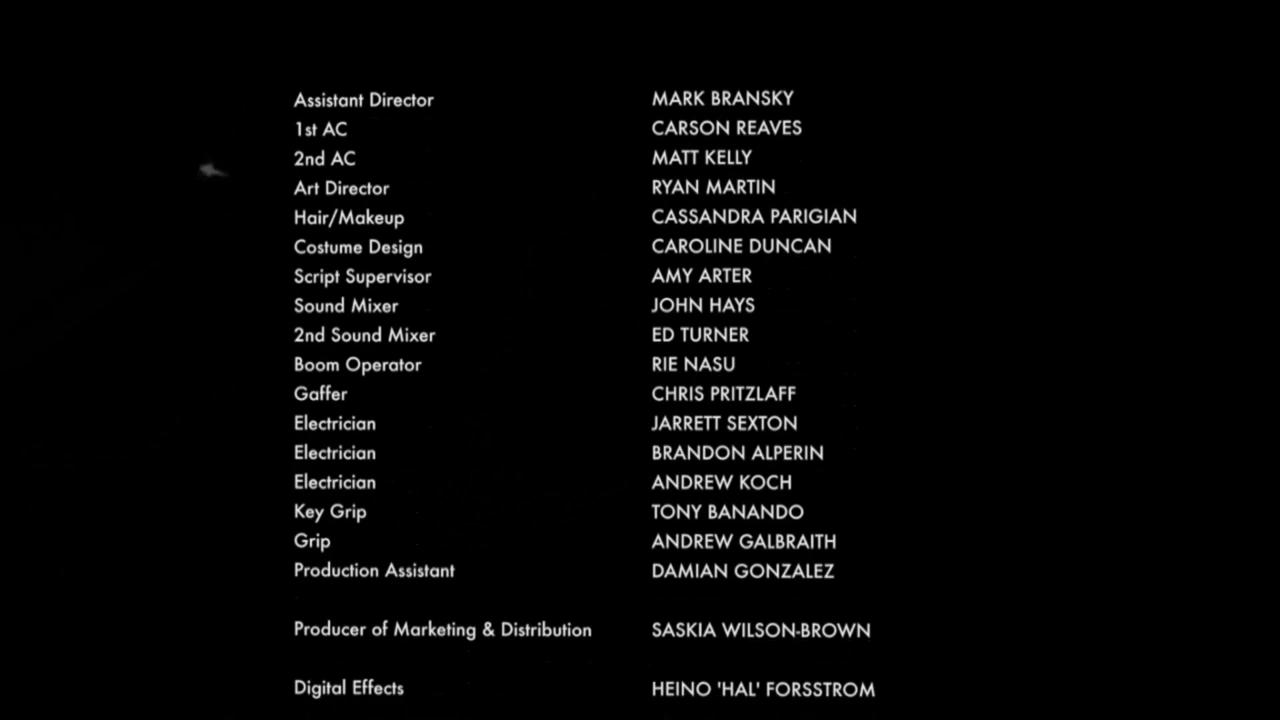 Assistant Director MARK BRANSKY
1st AC CARSON REAVES
2nd AC MATT KELLY
Art Director RYAN MARTIN
Hair/Makeup CASSANDRA PARIGIAN
Costume Design CAROLINE DUNCAN
Script Supervisor AMY ARTER
Sound Mixer JOHN HAYS
2nd Sound Mixer ED TURNER
Boom Operator RIE NASU
Gaffer CHRIS PRITZLAFF
Electrician JARRETT SEXTON
Electrician BRANDON ALPERIN
Electrician ANDREW KOCH
Key Grip TONY BANANDO
Grip ANDREW GALBRAITH
Production Assistant DAMIAN GONZALEZ
Producer of Marketing & Distribution SASKIA WILSON-BROWN
Digital Effects HEINO 'HAL' FORSSTROM